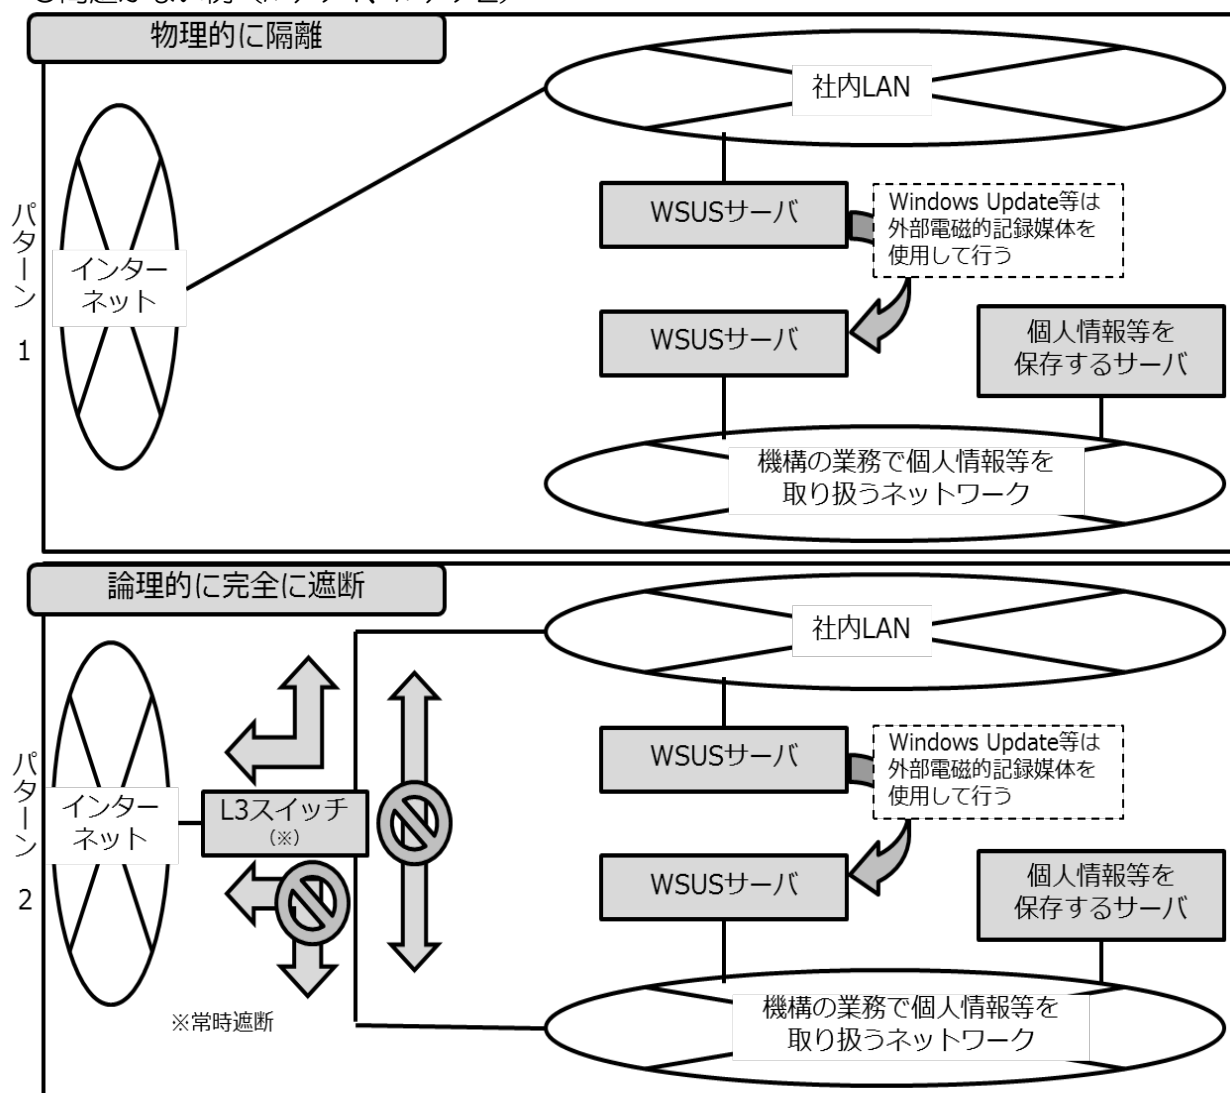 物理的に隔離
社内LAN
WSUSサーバ
Windows Update等は
外部電磁的記録媒体を
使用して行う
パターン 1
インター
ネット
WSUSサーバ
個人情報等を
保存するサーバ
機構の業務で個人情報等を
取り扱うネットワーク
論理的に完全に遮断
社内LAN
WSUSサーバ
Windows Update等は
外部電磁的記録媒体を
使用して行う
パターン 2
インター
ネット
L3スイッチ
（※）
WSUSサーバ
個人情報等を
保存するサーバ
※常時遮断
機構の業務で個人情報等を
取り扱うネットワーク